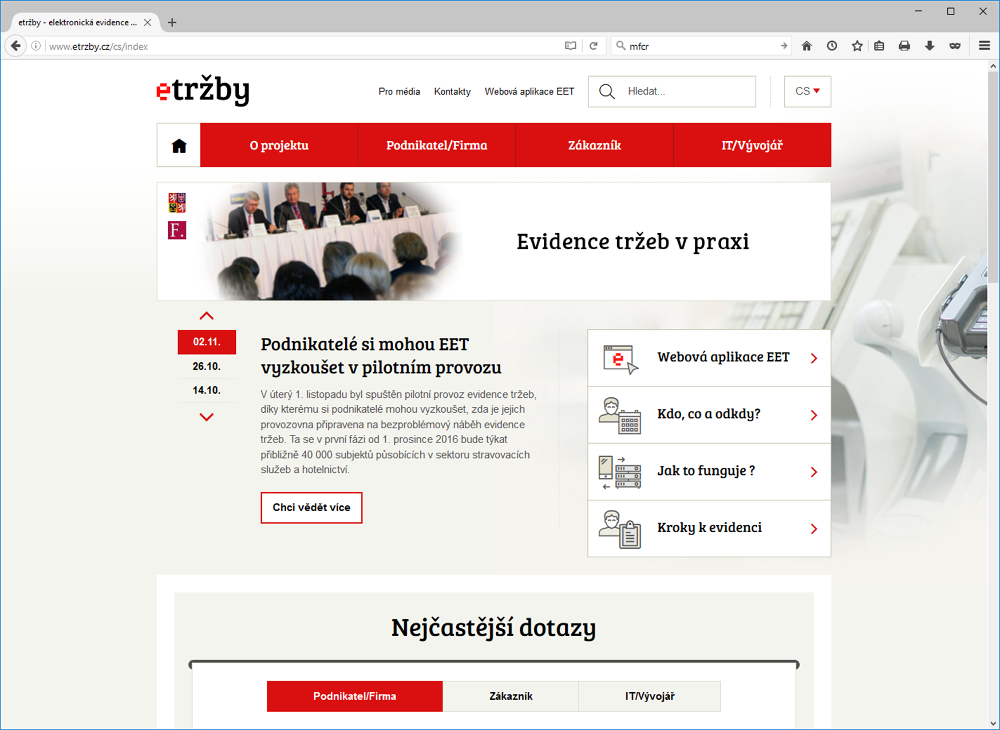 etržby - elektronická evidence ...
www.etrzby.cz/cs/index
mfcr
etržby
Pro média
Kontakty
Webová aplikace EET
Hledat...
CS
O projektu
Podnikatel/Firma
Zákazník
IT/Vývojář
F.
Evidence tržeb v praxi
02.11.
26.10.
14.10.
Podnikatelé si mohou EET
vyzkoušet v pilotním provozu
V úterý 1. listopadu byl spuštěn pilotní provoz evidence tržeb,
díky kterému si podnikatelé mohou vyzkoušet, zda je jejich
provozovna připravena na bezproblémový náběh evidence
tržeb. Ta se v první fázi od 1. prosince 2016 bude týkat
přibližně 40 000 subjektů působících v sektoru stravovacích
služeb a hotelnictví.
Chci vědět více
Webová aplikace EET
Kdo, co a odkdy?
Jak to funguje ?
Kroky k evidenci
Nejčastější dotazy
Podnikatel/Firma
Zákazník
IT/Vývojář